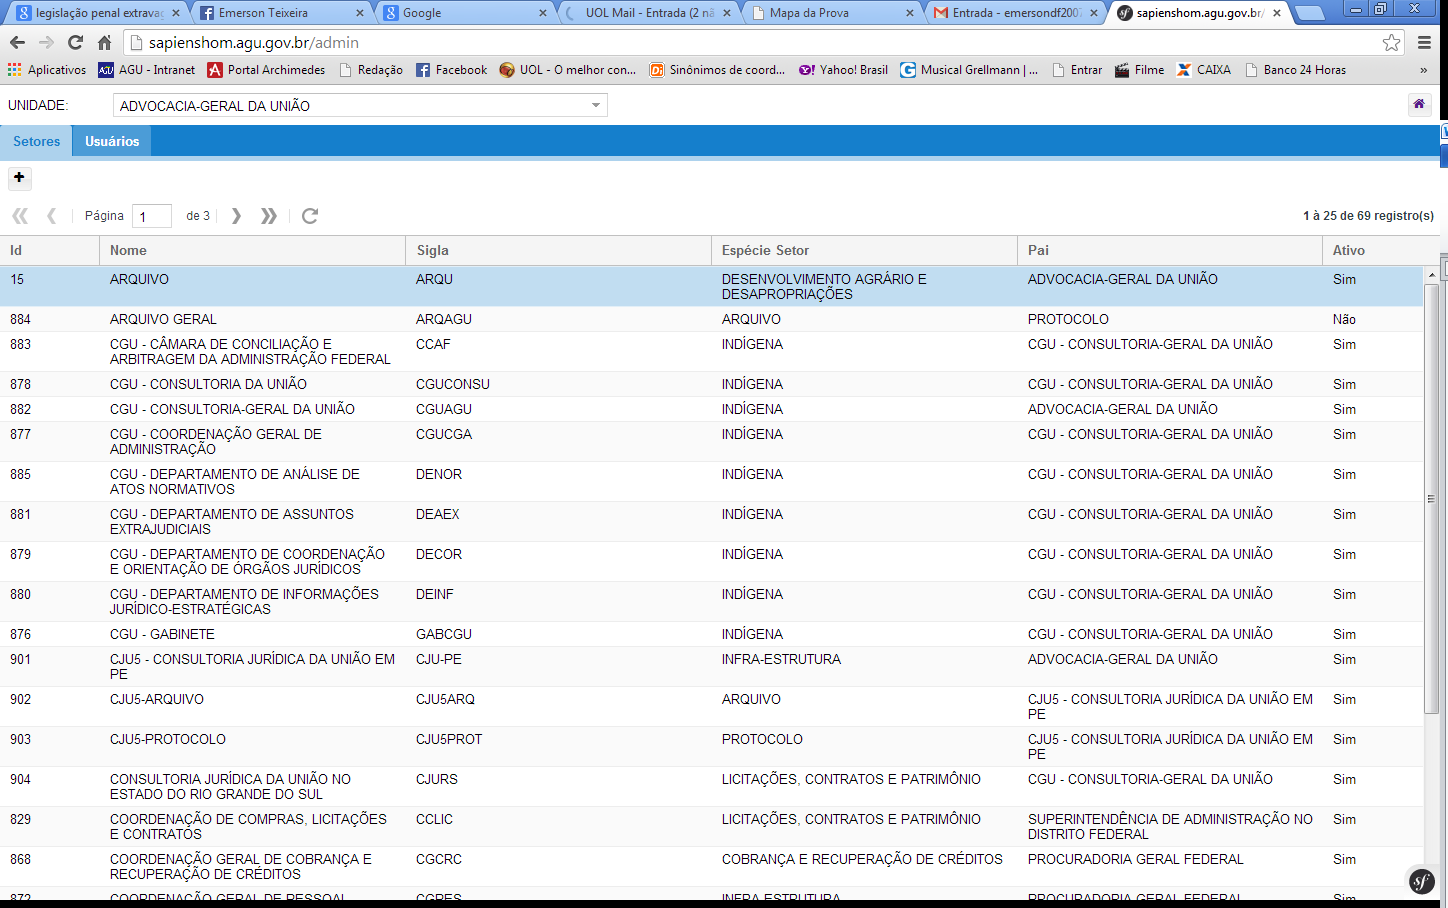 legislação penal extravag
Emerson Teixeira
Google
UOL Mail - Entrada (2 nã
Mapa da Prova
Entrada - emersondf2007
sapienshom.agu.gov.br/
sapienshom.agu.gov.br/admin
Aplicativos AGU - Intranet Portal Archimedes Redação Facebook UOL - O melhor con... Sinônimos de coord... Yahoo! Brasil Musical Grellmann | ... Entrar Filme CAIXA Banco 24 Horas »
UNIDADE: ADVOCACIA-GERAL DA UNIÃO
Setores Usuários
Página 1 de 3
1 à 25 de 69 registro(s)
Id Nome Sigla Espécie Setor Pai Ativo
15 ARQUIVO ARQU DESENVOLVIMENTO AGRÁRIO E ADVOCACIA-GERAL DA UNIÃO Sim
DESAPROPRIAÇÕES
884 ARQUIVO GERAL ARQAGU ARQUIVO PROTOCOLO Não
883 CGU - CÂMARA DE CONCILIAÇÃO E CCAF INDÍGENA CGU - CONSULTORIA-GERAL DA UNIÃO Sim
ARBITRAGEM DA ADMINISTRAÇÃO FEDERAL
878 CGU - CONSULTORIA DA UNIÃO CGUCONSU INDÍGENA CGU - CONSULTORIA-GERAL DA UNIÃO Sim
882 CGU - CONSULTORIA-GERAL DA UNIÃO CGUAGU INDÍGENA ADVOCACIA-GERAL DA UNIÃO Sim
877 CGU - COORDENAÇÃO GERAL DE CGUCGA INDÍGENA CGU - CONSULTORIA-GERAL DA UNIÃO Sim
ADMINISTRAÇÃO
885 CGU - DEPARTAMENTO DE ANÁLISE DE DENOR INDÍGENA CGU - CONSULTORIA-GERAL DA UNIÃO Sim
ATOS NORMATIVOS
881 CGU - DEPARTAMENTO DE ASSUNTOS DEAEX INDÍGENA CGU - CONSULTORIA-GERAL DA UNIÃO Sim
EXTRAJUDICIAIS
879 CGU - DEPARTAMENTO DE COORDENAÇÃO DECOR INDÍGENA CGU - CONSULTORIA-GERAL DA UNIÃO Sim
E ORIENTAÇÃO DE ÓRGÃOS JURÍDICOS
880 CGU - DEPARTAMENTO DE INFORMAÇÕES DEINF INDÍGENA CGU - CONSULTORIA-GERAL DA UNIÃO Sim
JURÍDICO-ESTRATÉGICAS
876 CGU - GABINETE GABCGU INDÍGENA CGU - CONSULTORIA-GERAL DA UNIÃO Sim
901 CJU5 - CONSULTORIA JURÍDICA DA UNIÃO EM CJU-PE INFRA-ESTRUTURA ADVOCACIA-GERAL DA UNIÃO Sim
PE
902 CJU5-ARQUIVO CJU5ARQ ARQUIVO CJU5 - CONSULTORIA JURÍDICA DA UNIÃO EM Sim
PE
903 CJU5-PROTOCOLO CJU5PROT PROTOCOLO CJU5 - CONSULTORIA JURÍDICA DA UNIÃO EM Sim
PE
904 CONSULTORIA JURÍDICA DA UNIÃO NO CJURS LICITAÇÕES, CONTRATOS E PATRIMÔNIO CGU - CONSULTORIA-GERAL DA UNIÃO Sim
ESTADO DO RIO GRANDE DO SUL
829 COORDENAÇÃO DE COMPRAS, LICITAÇÕES CCLIC LICITAÇÕES, CONTRATOS E PATRIMÔNIO SUPERINTENDÊNCIA DE ADMINISTRAÇÃO NO Sim
E CONTRATOS DISTRITO FEDERAL
868 COORDENAÇÃO GERAL DE COBRANÇA E CGCRC COBRANÇA E RECUPERAÇÃO DE CRÉDITOS PROCURADORIA GERAL FEDERAL Sim
RECUPERAÇÃO DE CRÉDITOS
872 COORDENAÇÃO GERAL DE PESSOAL CGPES INFRA-ESTRUTURA PROCURADORIA GERAL FEDERAL Sim
sf